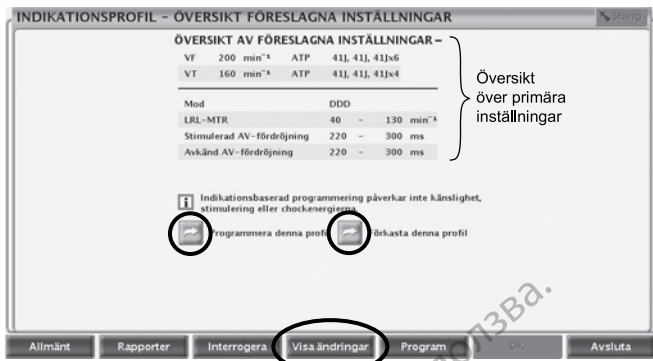 INDIKATIONSPROFIL – ÖVERSIKT FÖRESLAGNA INSTÄLLNINGAR
Stäng
ÖVERSIKT AV FÖRESLAGNA INSTÄLLNINGAR –
VF 200 min⁻¹ ATP 41J, 41J, 41Jx6
VT 160 min⁻¹ ATP 41J, 41J, 41Jx4
Översikt
över primära
inställningar
Mod DDD
LRL-MTR 40 - 130 min⁻¹
Stimulerad AV-fördröjning 220 - 300 ms
Avkänd AV-fördröjning 220 - 300 ms
Indikationsbaserad programmering påverkar inte känslighet,
stimulering eller chockenergierna.
Programmera denna profil Förkasta denna profil
Allmänt Rapporter Interrogera Visa ändringar Program OK Avsluta